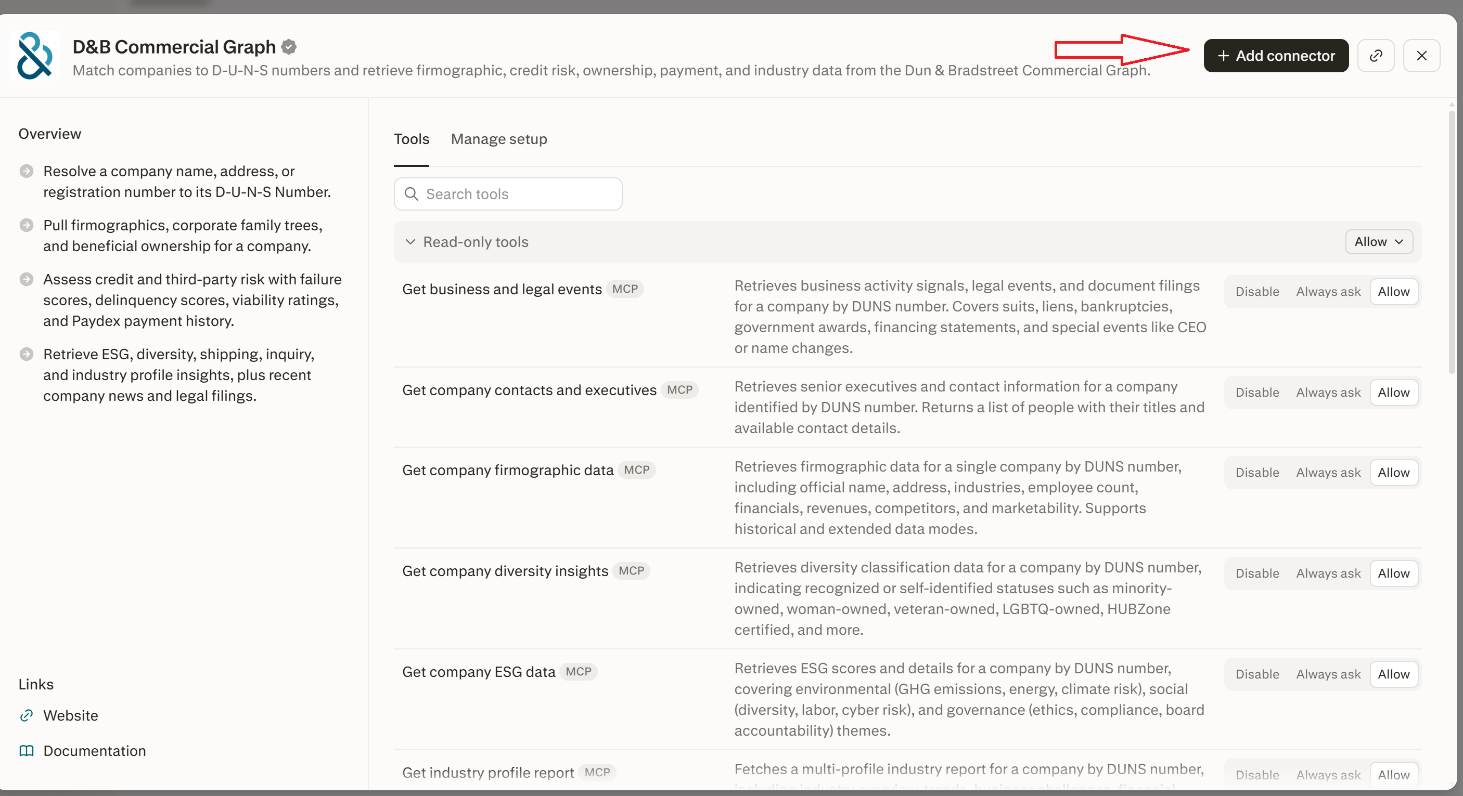 D&B Commercial Graph
Match companies to D-U-N-S numbers and retrieve firmographic, credit risk, ownership, payment, and industry data from the Dun & Bradstreet Commercial Graph.
+ Add connector
Overview
Resolve a company name, address, or
registration number to its D-U-N-S Number.
Pull firmographics, corporate family trees,
and beneficial ownership for a company.
Assess credit and third-party risk with failure
scores, delinquency scores, viability ratings,
and Paydex payment history.
Retrieve ESG, diversity, shipping, inquiry,
and industry profile insights, plus recent
company news and legal filings.
Links
Website
Documentation
Tools Manage setup
Search tools
Read-only tools Allow
Get business and legal events MCP
Retrieves business activity signals, legal events, and document filings
for a company by DUNS number. Covers suits, liens, bankruptcies,
government awards, financing statements, and special events like CEO
or name changes.
Disable Always ask Allow
Get company contacts and executives MCP
Retrieves senior executives and contact information for a company
identified by DUNS number. Returns a list of people with their titles and
available contact details.
Disable Always ask Allow
Get company firmographic data MCP
Retrieves firmographic data for a single company by DUNS number,
including official name, address, industries, employee count,
financials, revenues, competitors, and marketability. Supports
historical and extended data modes.
Disable Always ask Allow
Get company diversity insights MCP
Retrieves diversity classification data for a company by DUNS number,
indicating recognized or self-identified statuses such as minority-
owned, woman-owned, veteran-owned, LGBTQ-owned, HUBZone
certified, and more.
Disable Always ask Allow
Get company ESG data MCP
Retrieves ESG scores and details for a company by DUNS number,
covering environmental (GHG emissions, energy, climate risk), social
(diversity, labor, cyber risk), and governance (ethics, compliance, board
accountability) themes.
Disable Always ask Allow
Get industry profile report MCP
Fetches a multi-profile industry report for a company by DUNS number,
Disable Always ask Allow